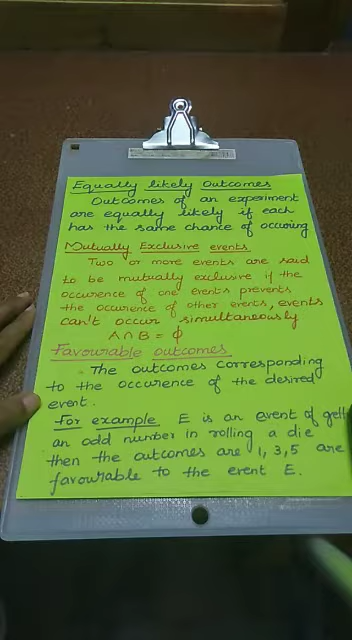 Equally likely Outcomes
Outcomes of an experiment
are equally likely if each
has the same chance of occuring
Mutually Exclusive events
Two or more events are said
to be mutually exclusive if the
occurence of one events prevents
the occurence of other events, events
can't occur simultaneously
A ∩ B = ϕ
Favourable outcomes
The outcomes corresponding
to the occurence of the desired
event.
For example E is an event of gett
an odd number in rolling a die
then the outcomes are 1, 3, 5 are
favourable to the event E.